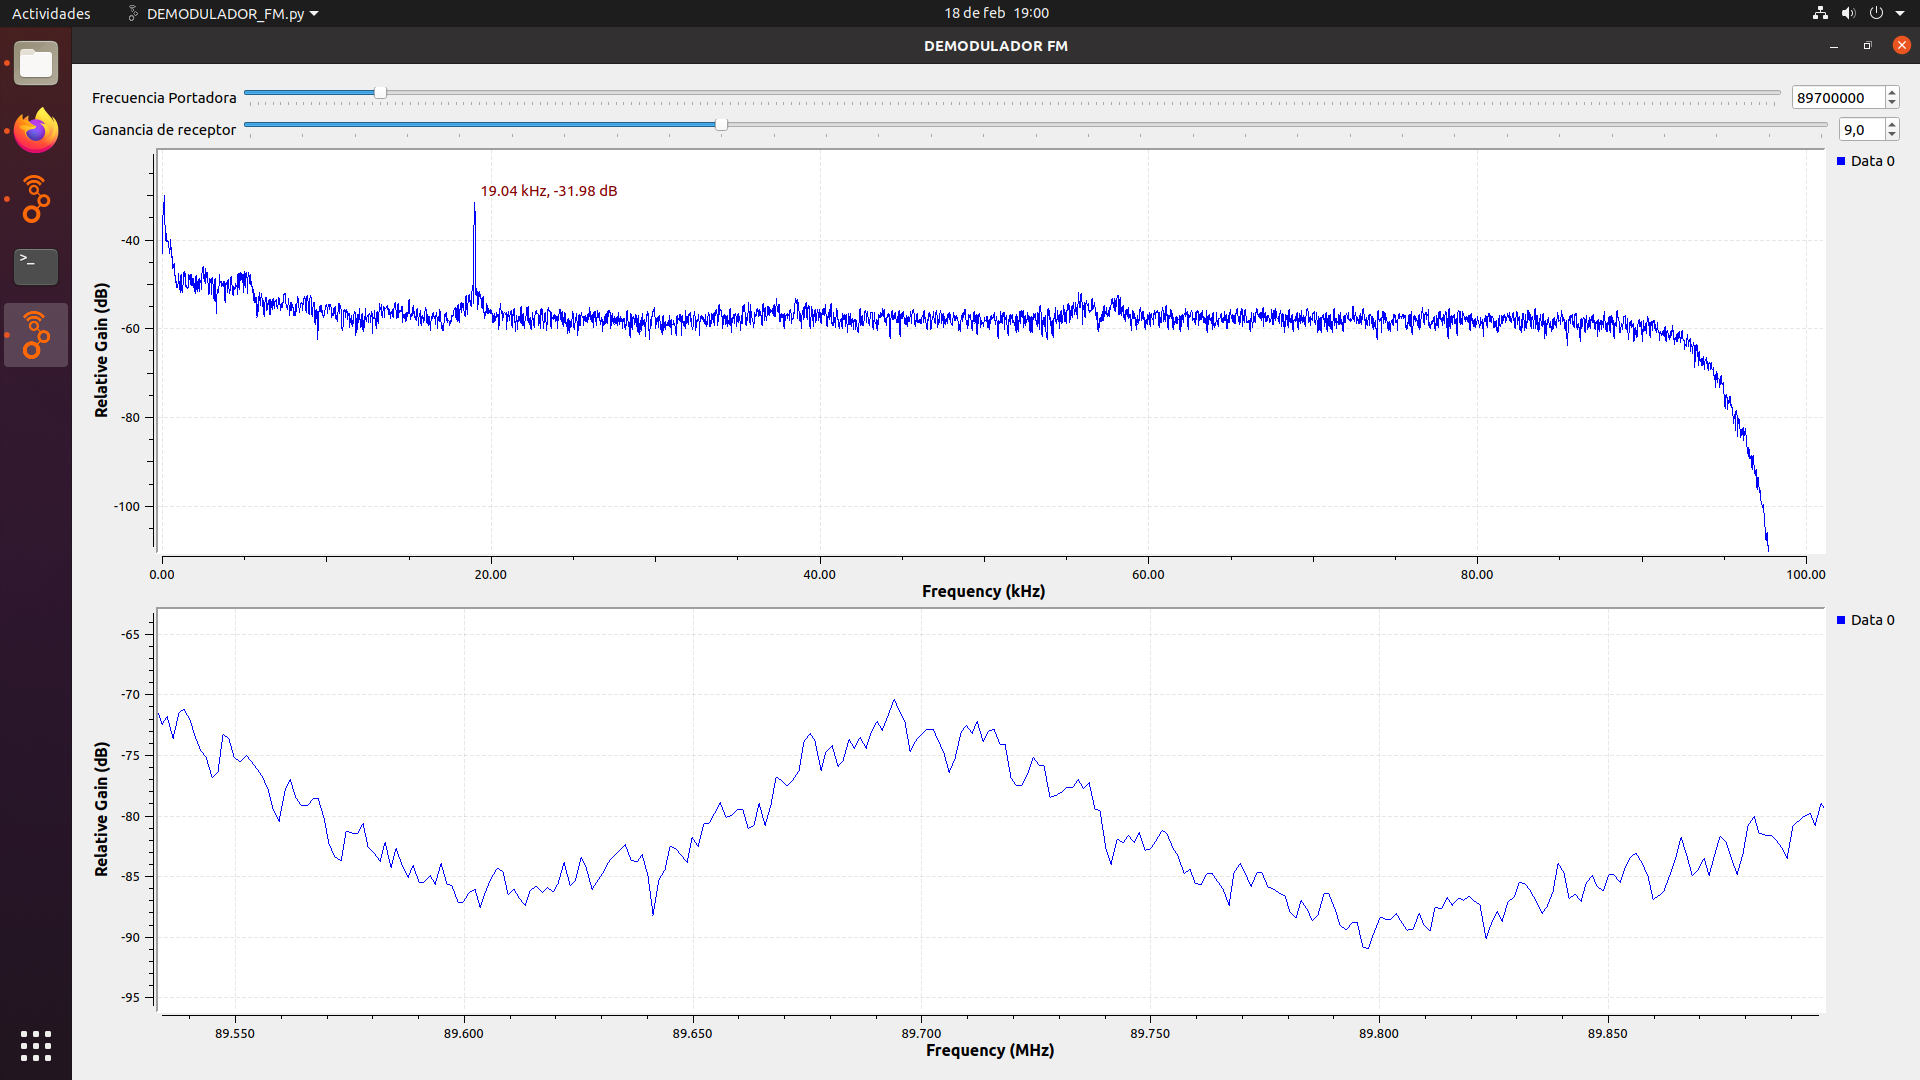 Actividades DEMODULADOR_FM.py 18 de feb 19:00
DEMODULADOR FM
Frecuencia Portadora 89700000
Ganancia de receptor 9,0
Data 0
19.04 kHz, -31.98 dB
Relative Gain (dB)
-40
-60
-80
-100
0.00 20.00 40.00 60.00 80.00 100.00
Frequency (kHz)
Data 0
Relative Gain (dB)
-65
-70
-75
-80
-85
-90
-95
89.550 89.600 89.650 89.700 89.750 89.800 89.850
Frequency (MHz)
>_